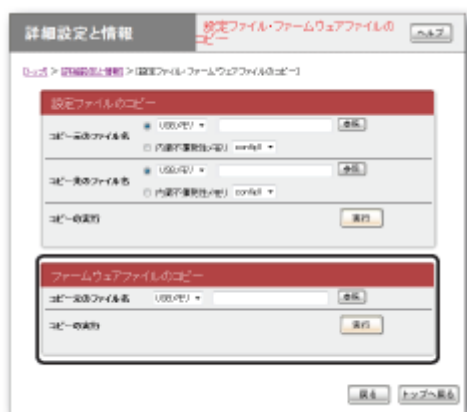 詳細設定と情報
設定ファイル・ファームウェアファイルの
コピー
ヘルプ
[トップ] > [詳細設定と情報] > [設定ファイル・ファームウェアファイルのコピー]
設定ファイルのコピー
コピー元のファイル名 USBメモリ 参照
内蔵不揮発性メモリ config0
コピー先のファイル名 USBメモリ 参照
内蔵不揮発性メモリ config0
コピーの実行 実行
ファームウェアファイルのコピー
コピー元のファイル名 USBメモリ 参照
コピーの実行 実行
戻る トップへ戻る